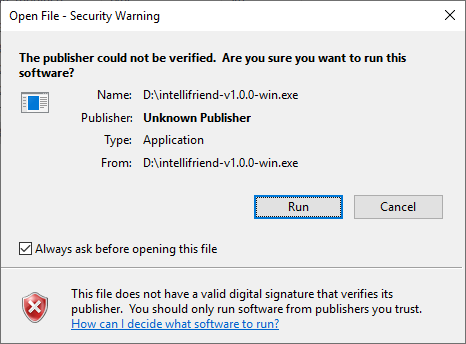 Open File - Security Warning
The publisher could not be verified.  Are you sure you want to run this
software?
Name: D:\intellifriend-v1.0.0-win.exe
Publisher: Unknown Publisher
Type: Application
From: D:\intellifriend-v1.0.0-win.exe
Run Cancel
Always ask before opening this file
This file does not have a valid digital signature that verifies its
publisher.  You should only run software from publishers you trust.
How can I decide what software to run?